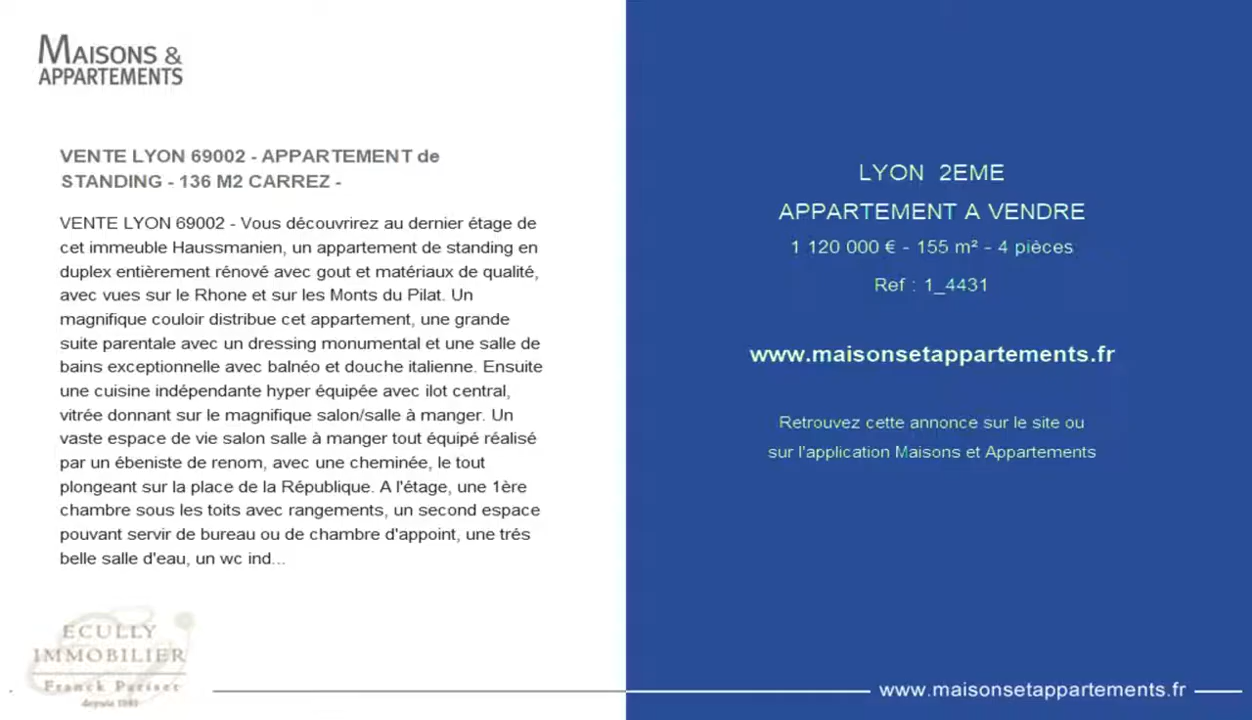 MAISONS &
APPARTEMENTS
VENTE LYON 69002 - APPARTEMENT de
STANDING - 136 M2 CARREZ -
VENTE LYON 69002 - Vous découvrirez au dernier étage de
cet immeuble Haussmanien, un appartement de standing en
duplex entièrement rénové avec gout et matériaux de qualité,
avec vues sur le Rhone et sur les Monts du Pilat. Un
magnifique couloir distribue cet appartement, une grande
suite parentale avec un dressing monumental et une salle de
bains exceptionnelle avec balnéo et douche italienne. Ensuite
une cuisine indépendante hyper équipée avec ilot central,
vitrée donnant sur le magnifique salon/salle à manger. Un
vaste espace de vie salon salle à manger tout équipé réalisé
par un ébeniste de renom, avec une cheminée, le tout
plongeant sur la place de la République. A l'étage, une 1ère
chambre sous les toits avec rangements, un second espace
pouvant servir de bureau ou de chambre d'appoint, une trés
belle salle d'eau, un wc ind...
ECULLY
IMMOBILIER
Franck Pariset
depuis 1981
LYON 2EME
APPARTEMENT A VENDRE
1 120 000 € - 155 m² - 4 pièces
Ref : 1_4431
www.maisonsetappartements.fr
Retrouvez cette annonce sur le site ou
sur l'application Maisons et Appartements
www.maisonsetappartements.fr